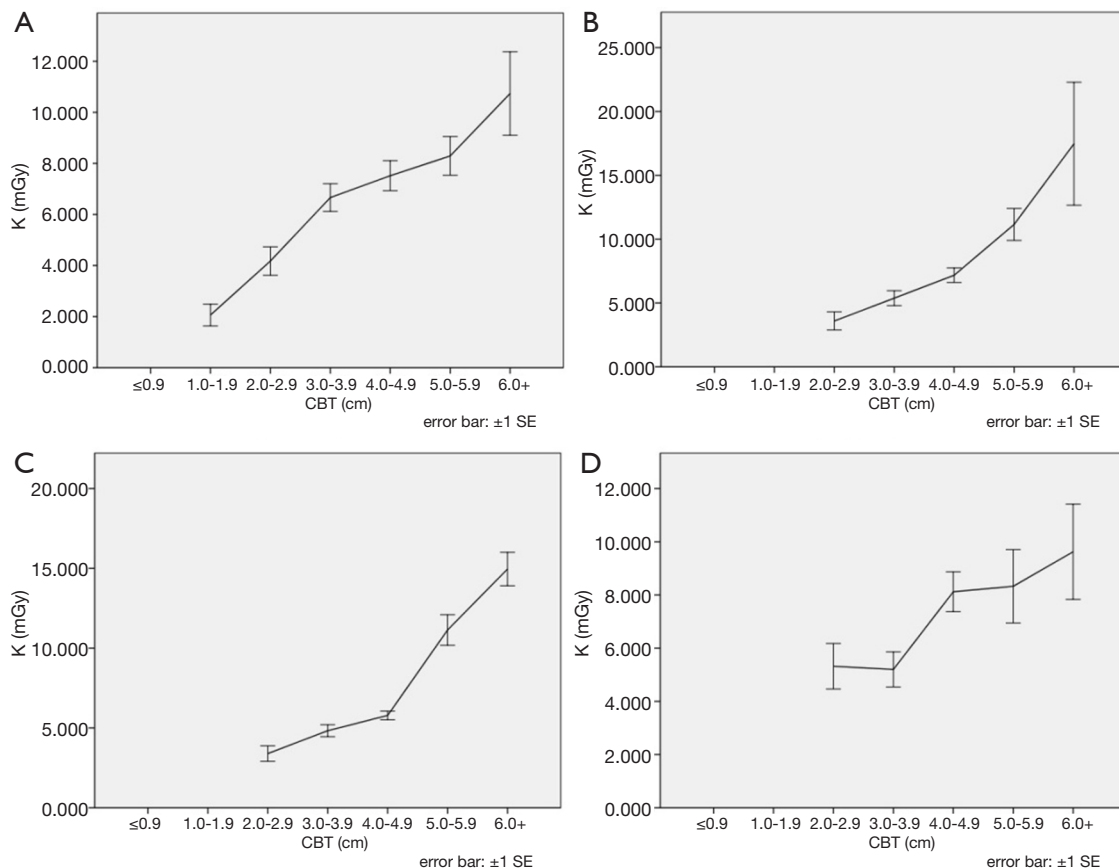 A
K (mGy)
12.000
10.000
8.000
6.000
4.000
2.000
0.000
≤0.9 1.0-1.9 2.0-2.9 3.0-3.9 4.0-4.9 5.0-5.9 6.0+
CBT (cm)
error bar: ±1 SE
B
K (mGy)
25.000
20.000
15.000
10.000
5.000
0.000
≤0.9 1.0-1.9 2.0-2.9 3.0-3.9 4.0-4.9 5.0-5.9 6.0+
CBT (cm)
error bar: ±1 SE
C
K (mGy)
20.000
15.000
10.000
5.000
0.000
≤0.9 1.0-1.9 2.0-2.9 3.0-3.9 4.0-4.9 5.0-5.9 6.0+
CBT (cm)
error bar: ±1 SE
D
K (mGy)
12.000
10.000
8.000
6.000
4.000
2.000
0.000
≤0.9 1.0-1.9 2.0-2.9 3.0-3.9 4.0-4.9 5.0-5.9 6.0+
CBT (cm)
error bar: ±1 SE